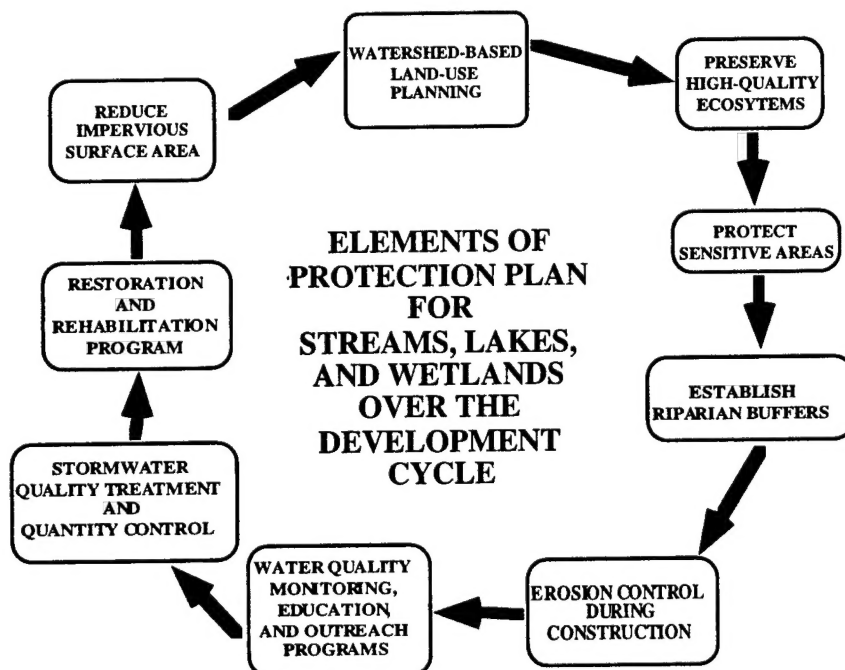 WATERSHED-BASED
LAND-USE
PLANNING
PRESERVE
HIGH-QUALITY
ECOSYTEMS
PROTECT
SENSITIVE AREAS
ESTABLISH
RIPARIAN BUFFERS
EROSION CONTROL
DURING
CONSTRUCTION
WATER QUALITY
MONITORING,
EDUCATION,
AND OUTREACH
PROGRAMS
STORMWATER
QUALITY TREATMENT
AND
QUANTITY CONTROL
RESTORATION
AND
REHABILITATION
PROGRAM
REDUCE
IMPERVIOUS
SURFACE AREA
ELEMENTS OF
PROTECTION PLAN
FOR
STREAMS, LAKES,
AND WETLANDS
OVER THE
DEVELOPMENT
CYCLE